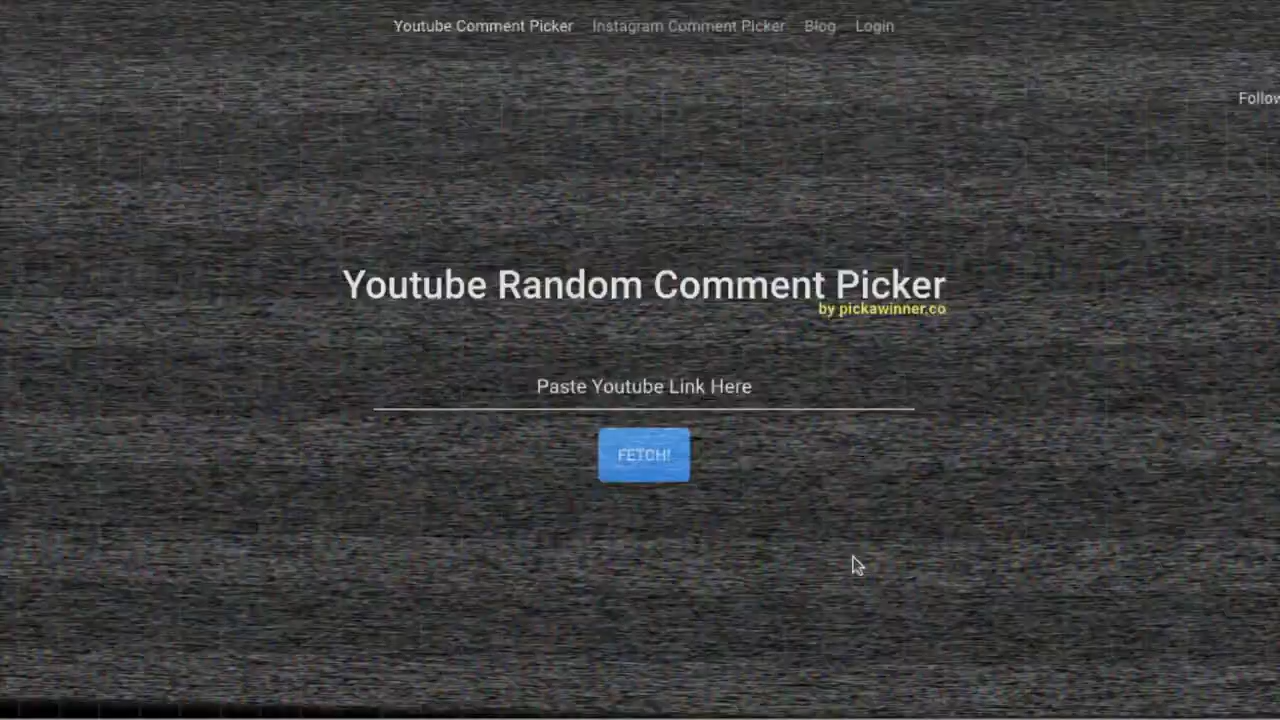 Youtube Comment Picker Instagram Comment Picker Blog Login
Follow
Youtube Random Comment Picker
by pickawinner.co
Paste Youtube Link Here
FETCH!